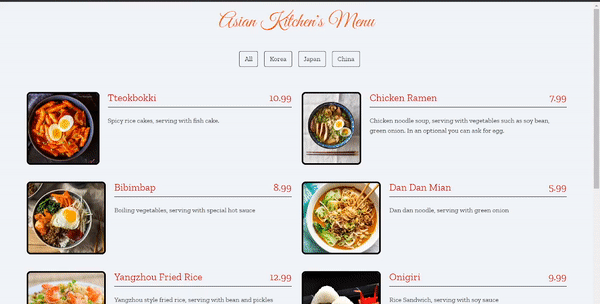 Asian Kitchen's Menu
All Korea Japan China
Tteokbokki 10.99
Spicy rice cakes, serving with fish cake.
Chicken Ramen 7.99
Chicken noodle soup, serving with vegetables such as soy bean,
green onion. In an optional you can ask for egg.
Bibimbap 8.99
Boiling vegetables, serving with special hot sauce
Dan Dan Mian 5.99
Dan dan noodle, serving with green onion
Yangzhou Fried Rice 12.99
Yangzhou style fried rice, serving with bean and pickles
Onigiri 9.99
Rice Sandwich, serving with soy sauce